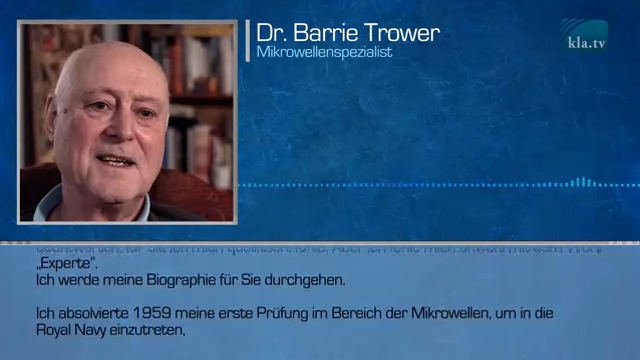 Dr. Barrie Trower
Mikrowellenspezialist
kla.tv
„Experte“.
Ich werde meine Biographie für Sie durchgehen.
Ich absolvierte 1959 meine erste Prüfung im Bereich der Mikrowellen, um in die
Royal Navy einzutreten,